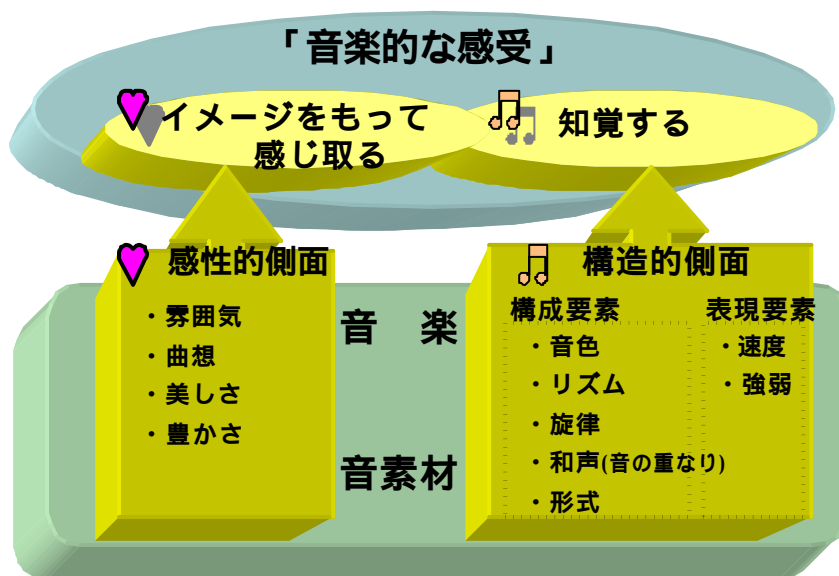 「音楽的な感受」
イメージをもって
感じ取る
知覚する
感性的側面
・雰囲気
・曲想
・美しさ
・豊かさ
音　楽
音素材
構造的側面
構成要素
・音色
・リズム
・旋律
・和声(音の重なり)
・形式
表現要素
・速度
・強弱